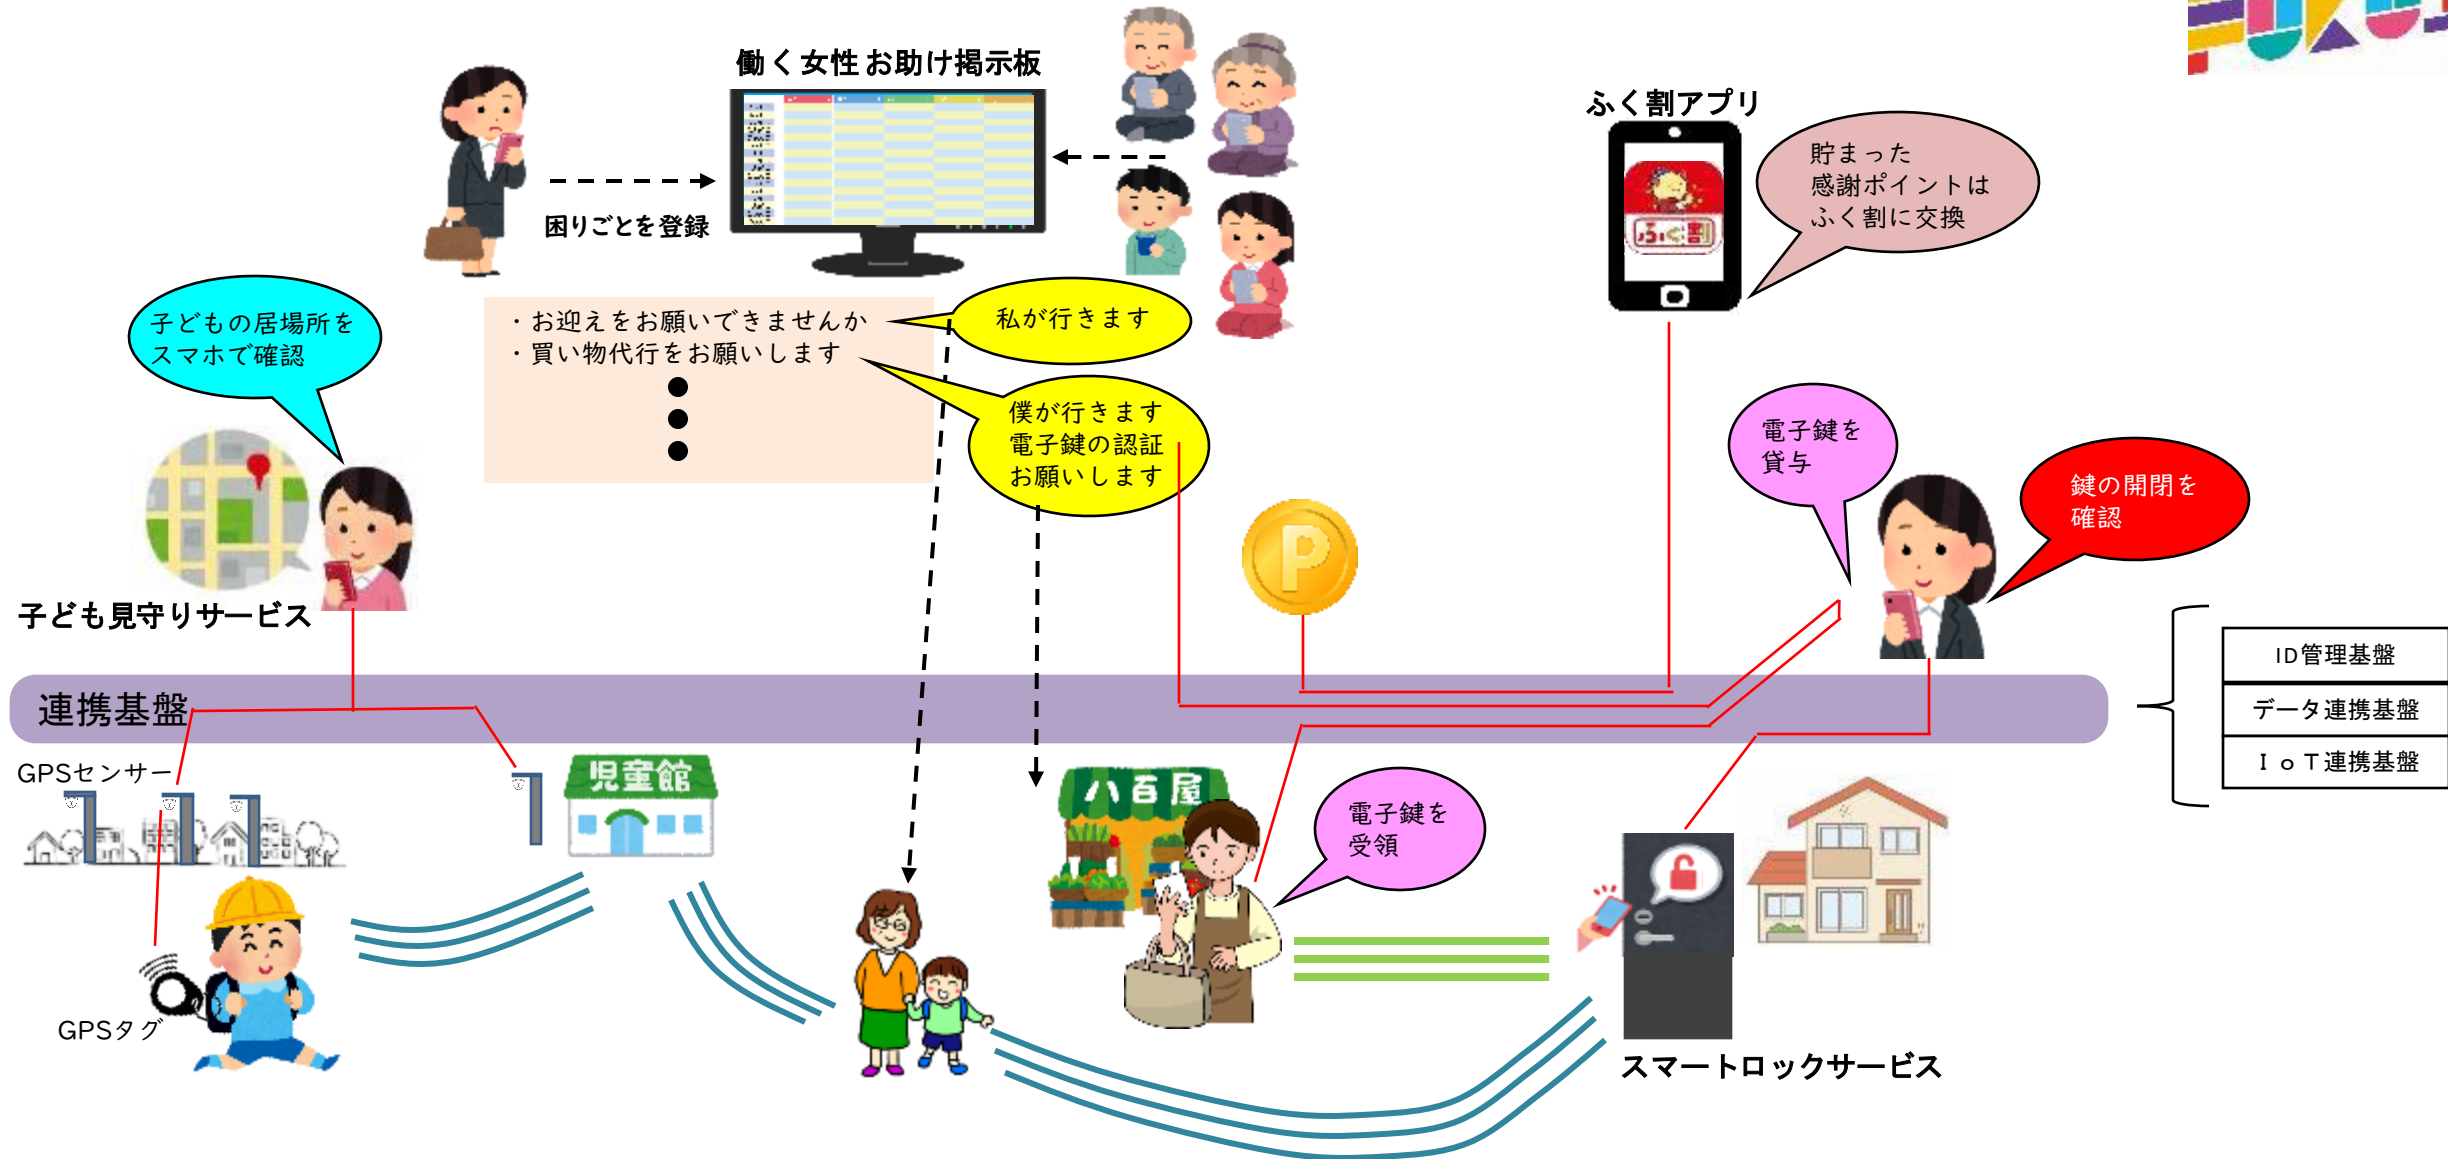 働く女性お助け掲示板
ふく割アプリ
貯まった
感謝ポイントは
ふく割に交換
ふく割
困りごとを登録
子どもの居場所を
スマホで確認
・お迎えをお願いできませんか
・買い物代行をお願いします
●
●
●
私が行きます
僕が行きます
電子鍵の認証
お願いします
P
電子鍵を
貸与
鍵の開閉を
確認
子ども見守りサービス
連携基盤
ID管理基盤
データ連携基盤
IoT連携基盤
GPSセンサー
児童館
八百屋
電子鍵を
受領
GPSタグ
スマートロックサービス